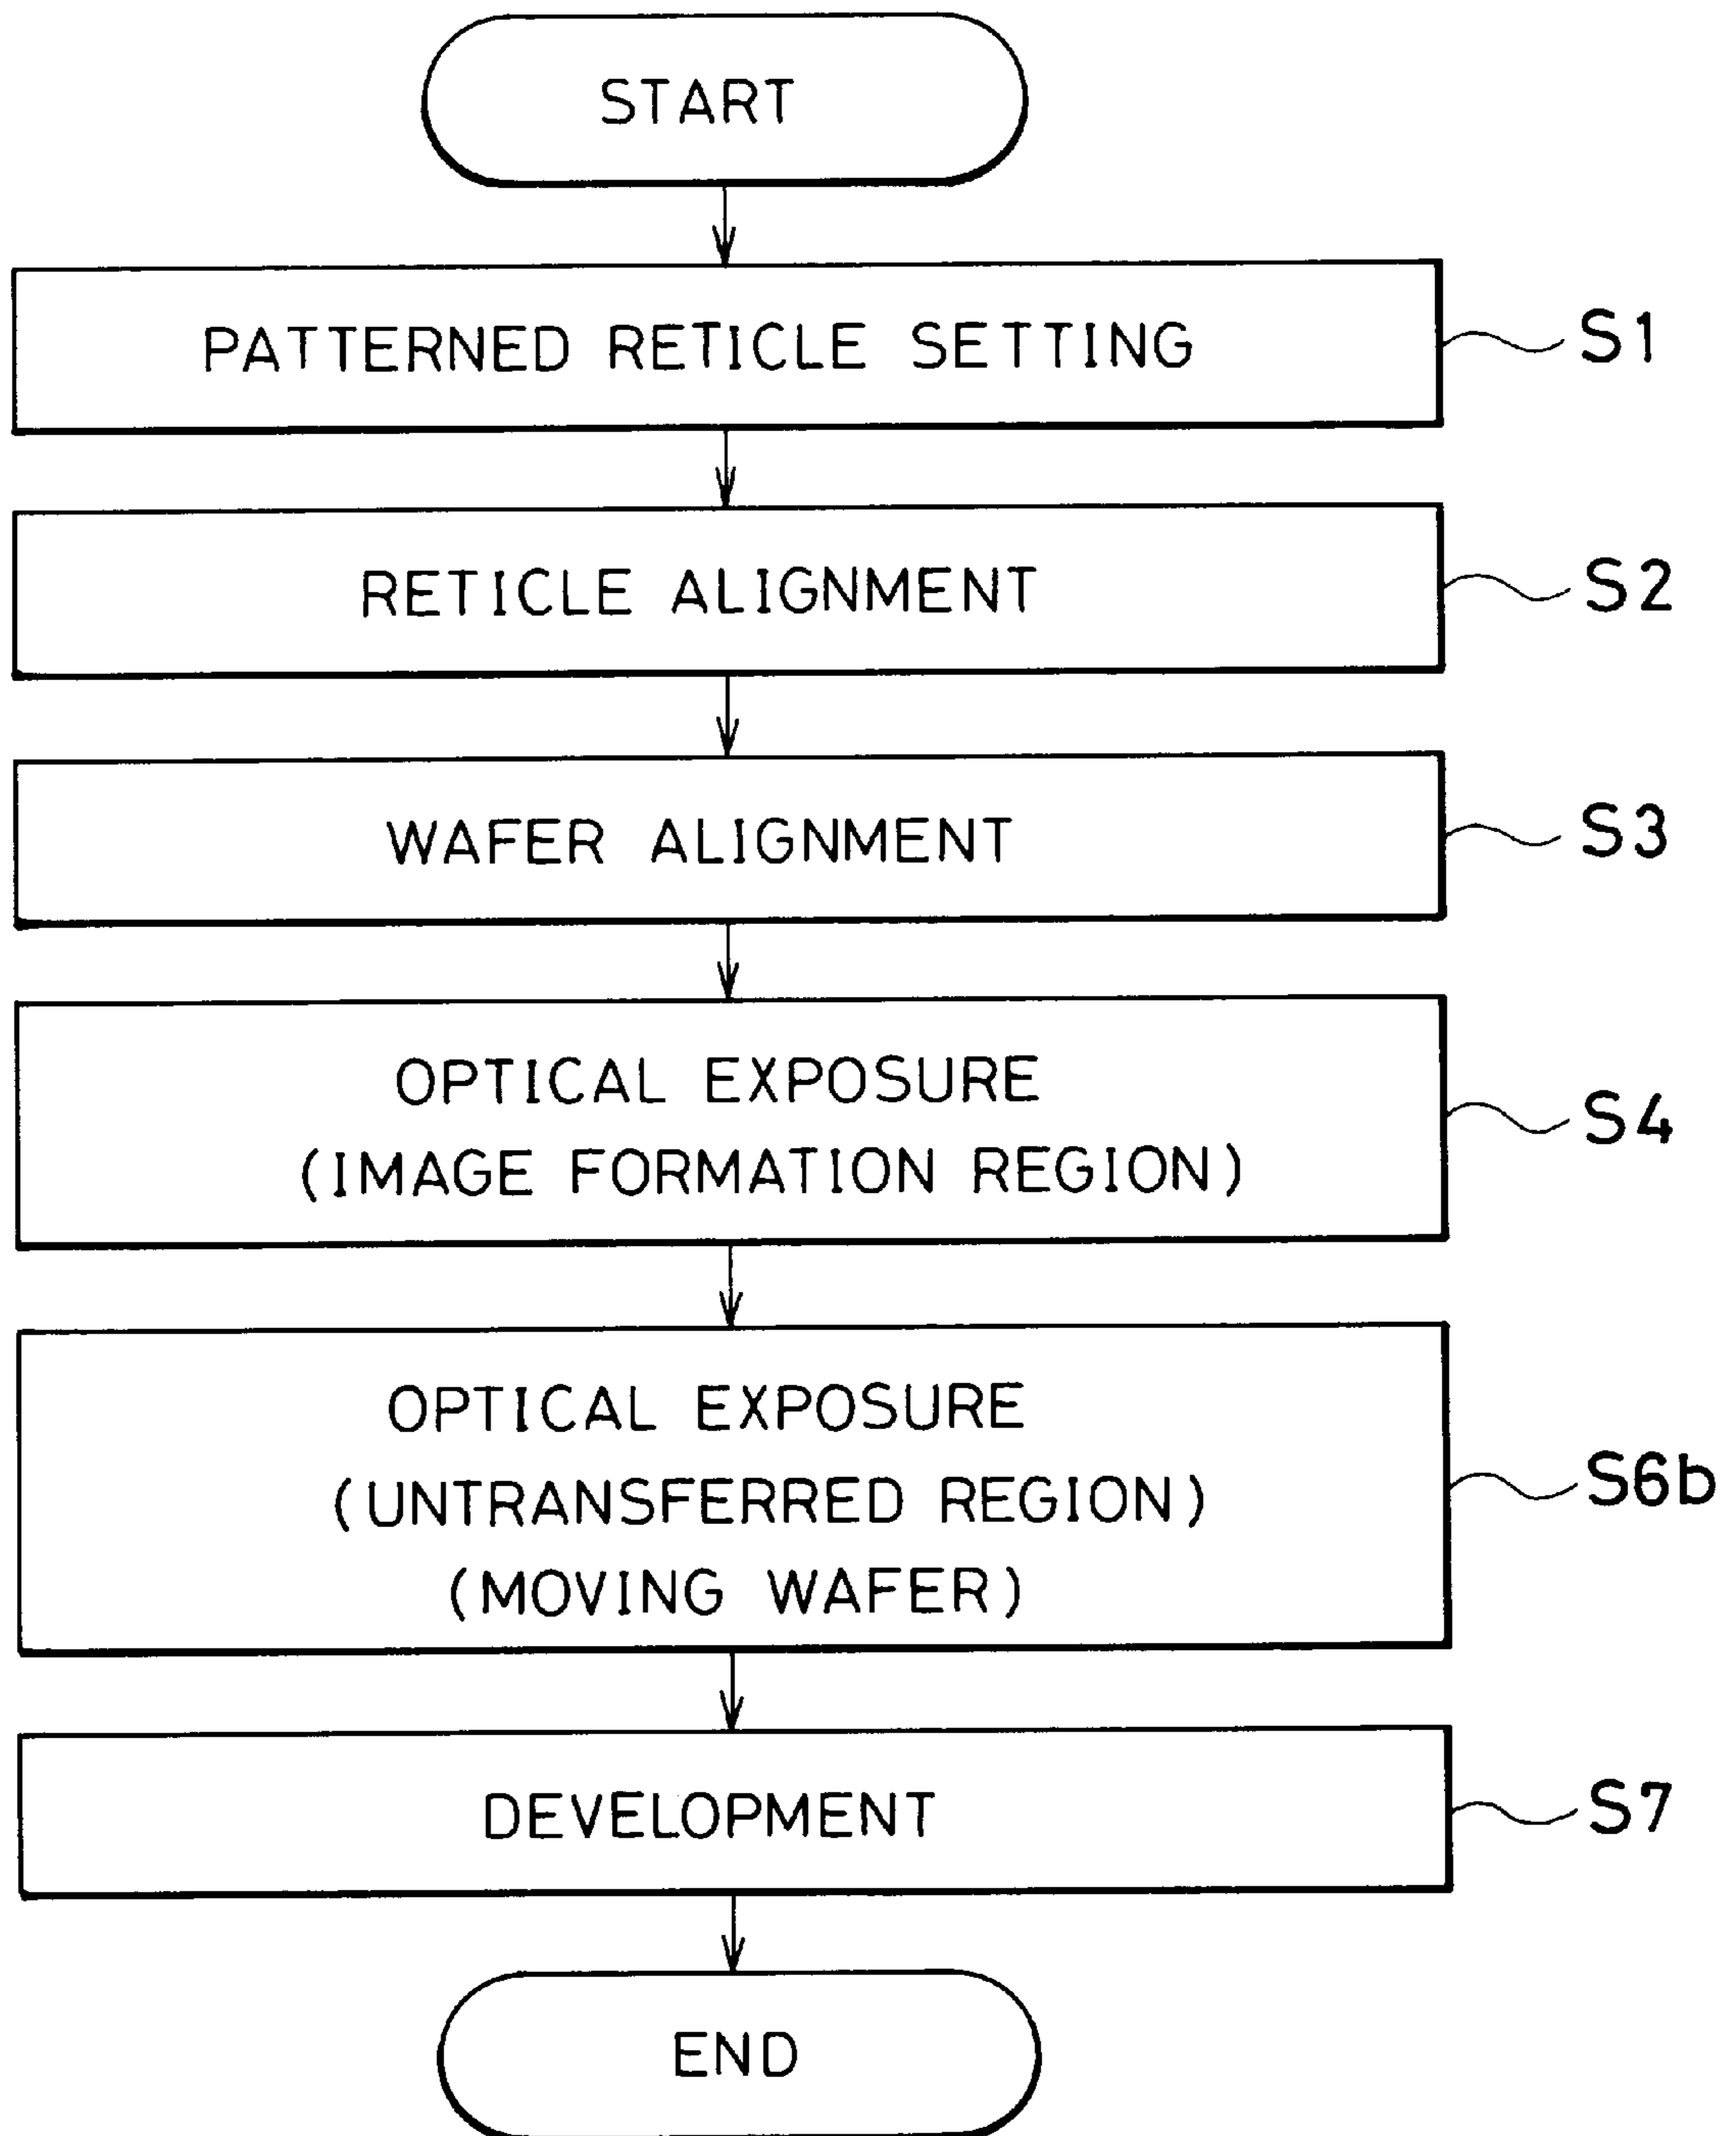 START
PATTERNED RETICLE SETTING
S1
RETICLE ALIGNMENT
S2
WAFER ALIGNMENT
S3
OPTICAL EXPOSURE
(IMAGE FORMATION REGION)
S4
OPTICAL EXPOSURE
(UNTRANSFERRED REGION)
(MOVING WAFER)
S6b
DEVELOPMENT
S7
END